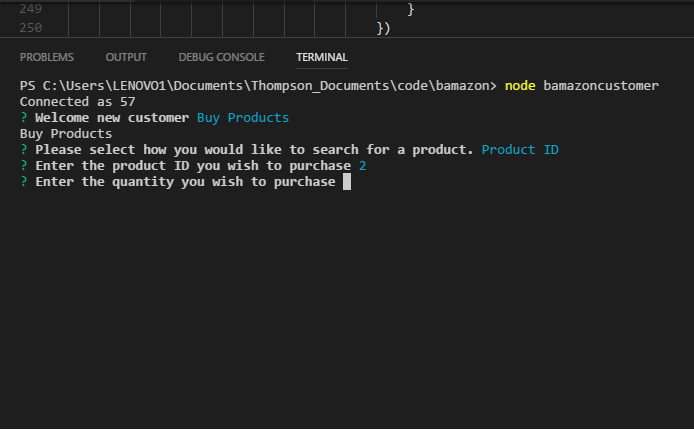 249 }
250 })
PROBLEMS OUTPUT DEBUG CONSOLE TERMINAL
PS C:\Users\LENOVO1\Documents\Thompson_Documents\code\bamazon> node bamazoncustomer
Connected as 57
? Welcome new customer Buy Products
Buy Products
? Please select how you would like to search for a product. Product ID
? Enter the product ID you wish to purchase 2
? Enter the quantity you wish to purchase